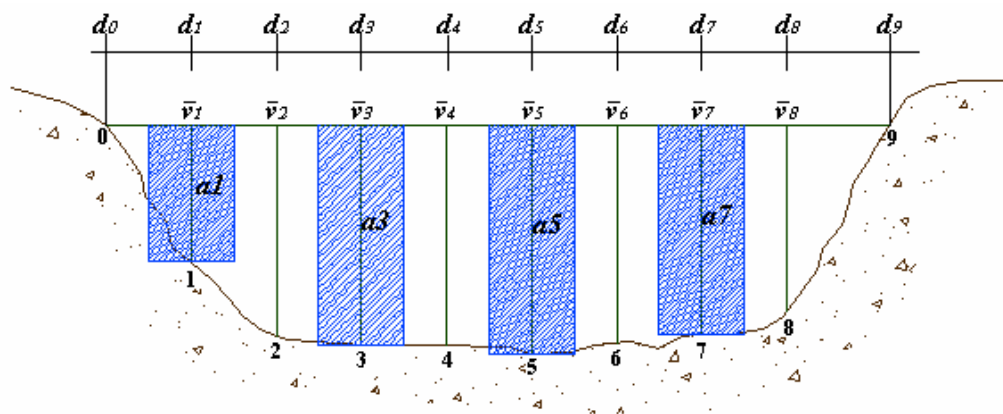 d0 d1 d2 d3 d4 d5 d6 d7 d8 d9
v̄1 v̄2 v̄3 v̄4 v̄5 v̄6 v̄7 v̄8
0 9
a1 a3 a5 a7
1 2 3 4 5 6 7 8